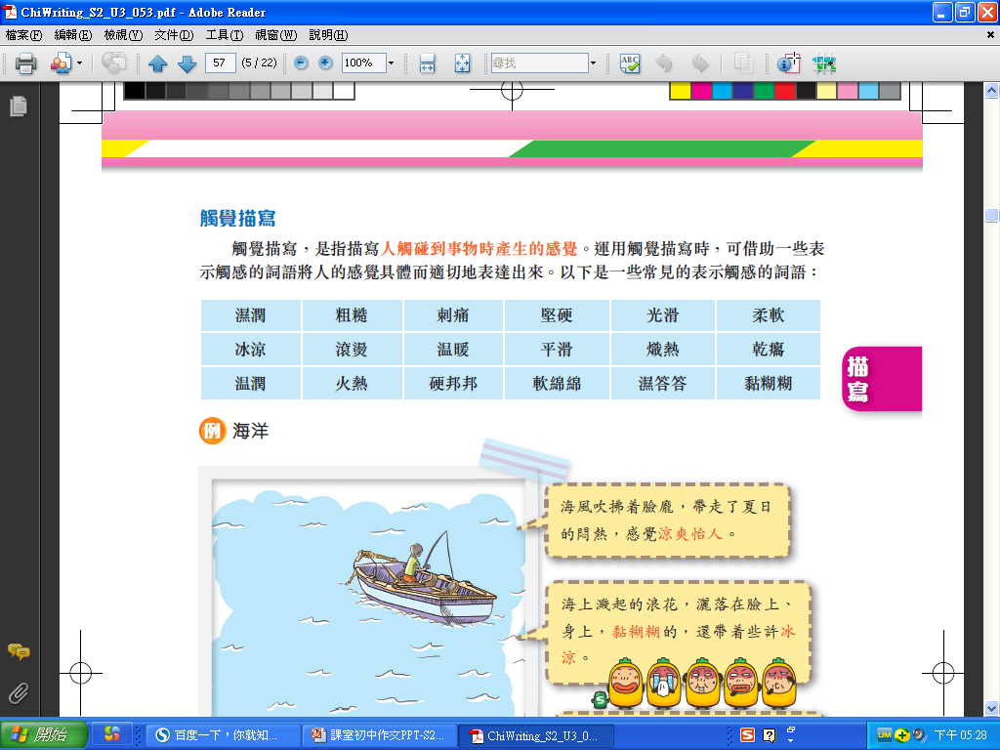 ChiWriting_S2_U3_053.pdf - Adobe Reader
檔案(F) 編輯(E) 檢視(V) 文件(D) 工具(T) 視窗(W) 說明(H)
57 (5 / 22) 100% 尋找 ABC
觸覺描寫
觸覺描寫，是指描寫人觸碰到事物時產生的感覺。運用觸覺描寫時，可借助一些表
示觸感的詞語將人的感覺具體而適切地表達出來。以下是一些常見的表示觸感的詞語：
濕潤 粗糙 刺痛 堅硬 光滑 柔軟
冰涼 滾燙 温暖 平滑 熾熱 乾癟
温潤 火熱 硬邦邦 軟綿綿 濕答答 黏糊糊
描
寫
例 海洋
海風吹拂着臉龐，帶走了夏日
的悶熱，感覺涼爽怡人。
海上濺起的浪花，灑落在臉上、
身上，黏糊糊的，還帶着些許冰
涼。
S
開始 百度一下，你就知... 課室初中作文PPT-S2... ChiWriting_S2_U3_0... S UM 下午 05:28